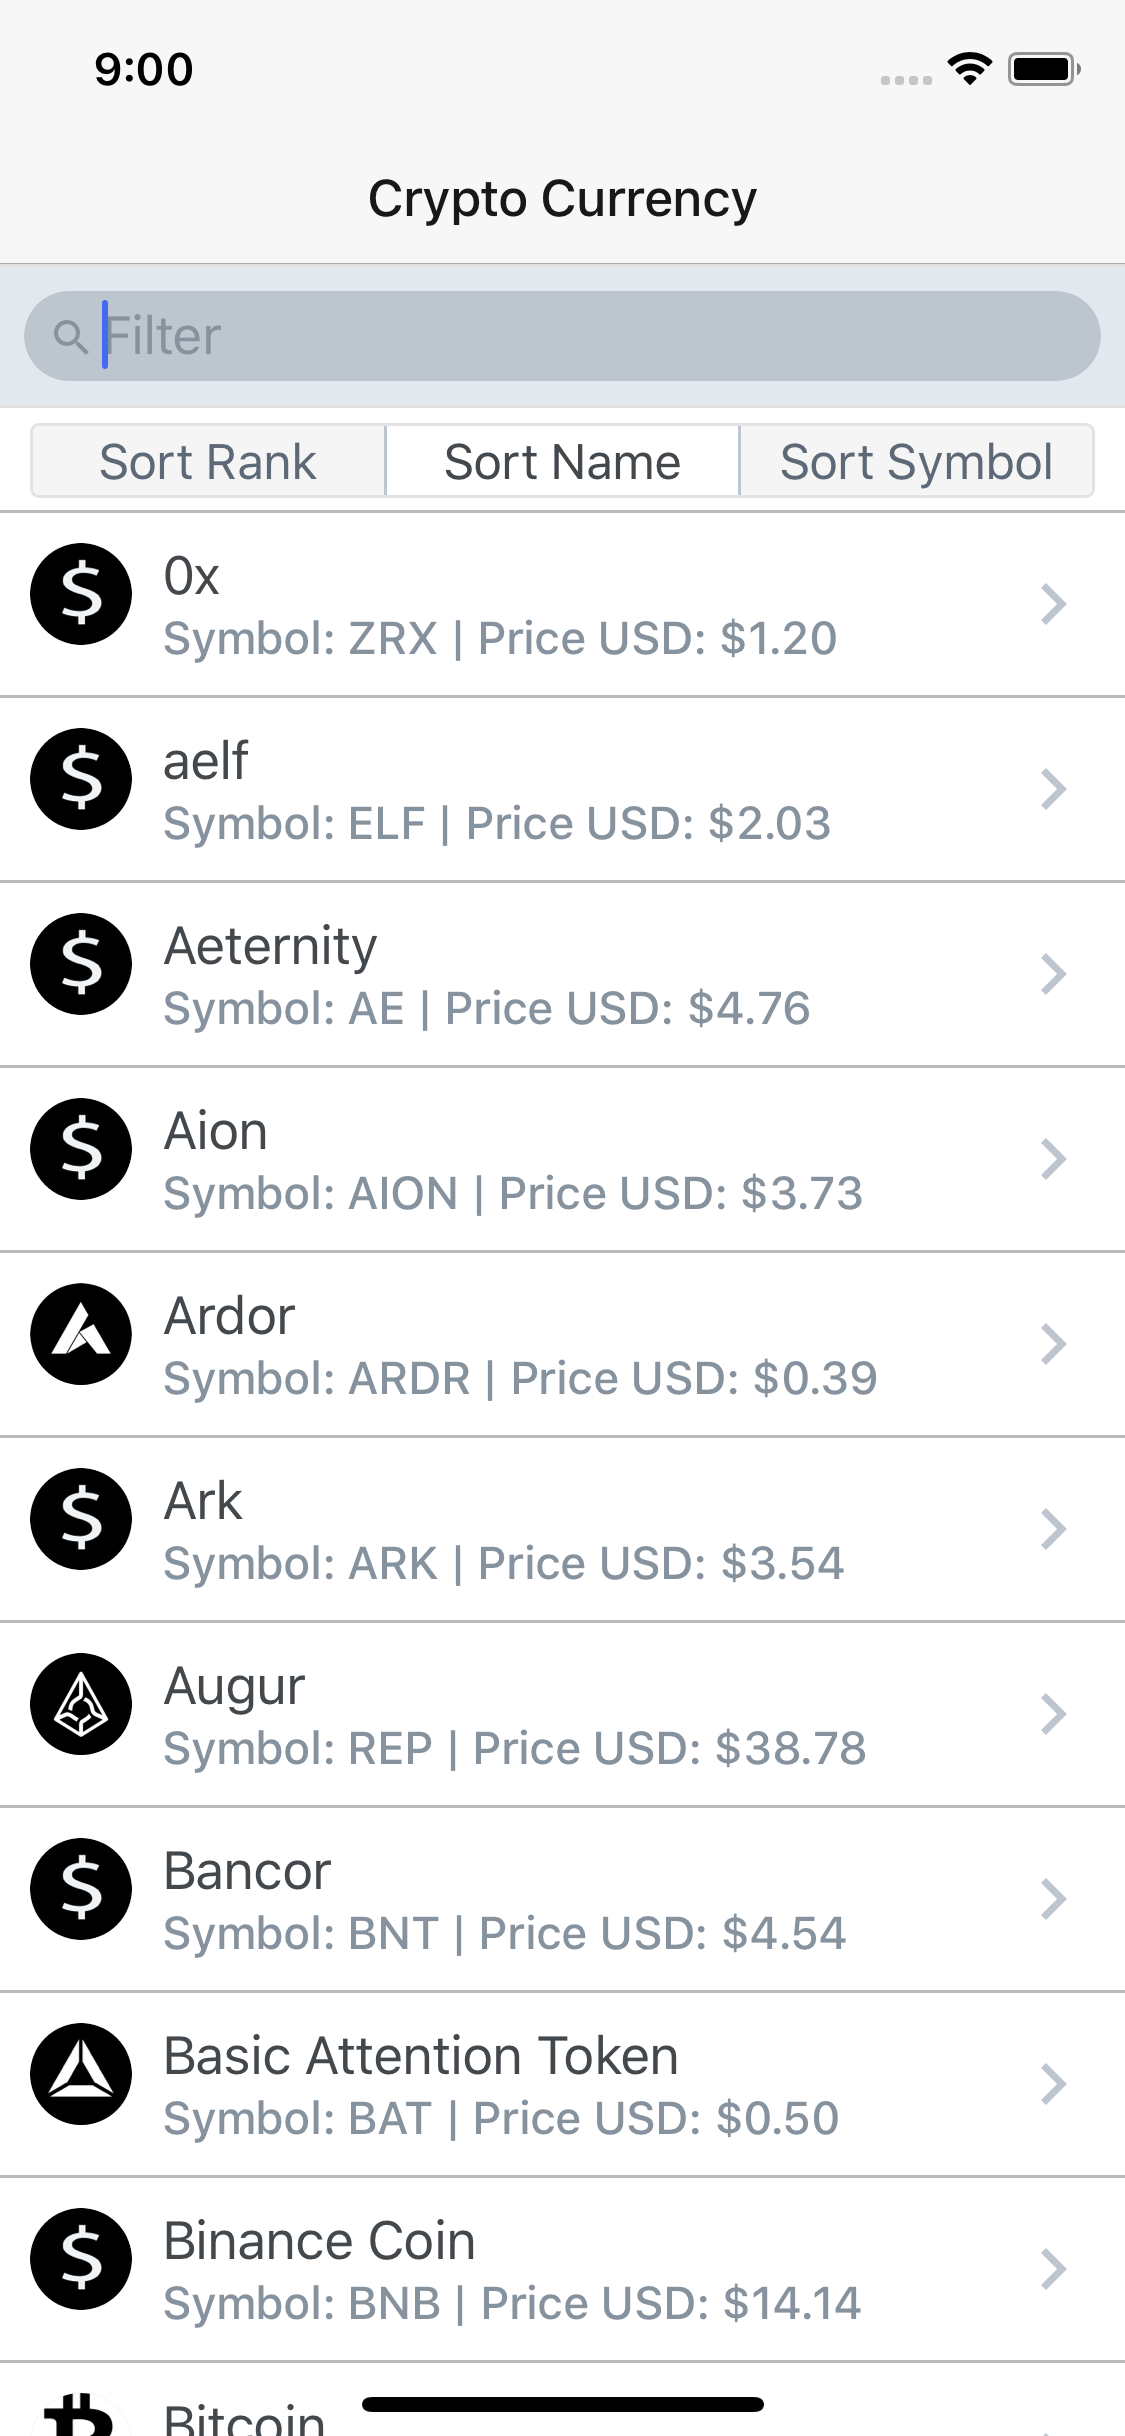 9:00
Crypto Currency
Filter
Sort Rank Sort Name Sort Symbol
0x
Symbol: ZRX | Price USD: $1.20
aelf
Symbol: ELF | Price USD: $2.03
Aeternity
Symbol: AE | Price USD: $4.76
Aion
Symbol: AION | Price USD: $3.73
Ardor
Symbol: ARDR | Price USD: $0.39
Ark
Symbol: ARK | Price USD: $3.54
Augur
Symbol: REP | Price USD: $38.78
Bancor
Symbol: BNT | Price USD: $4.54
Basic Attention Token
Symbol: BAT | Price USD: $0.50
Binance Coin
Symbol: BNB | Price USD: $14.14
Bitcoin